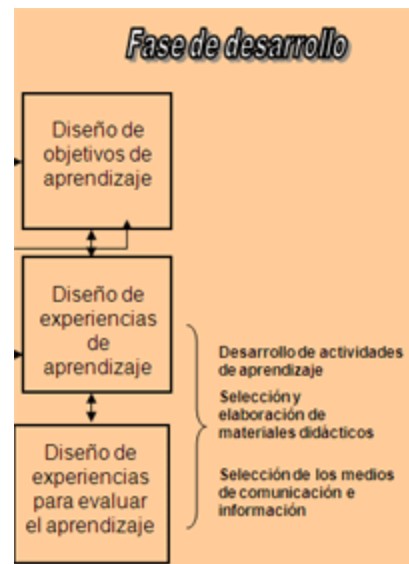 Fase de desarrollo
Diseño de
objetivos de
aprendizaje
Diseño de
experiencias
de
aprendizaje
Desarrollo de actividades
de aprendizaje
Selección y
elaboración de
materiales didácticos
Selección de los medios
de comunicación e
información
Diseño de
experiencias
para evaluar
el aprendizaje